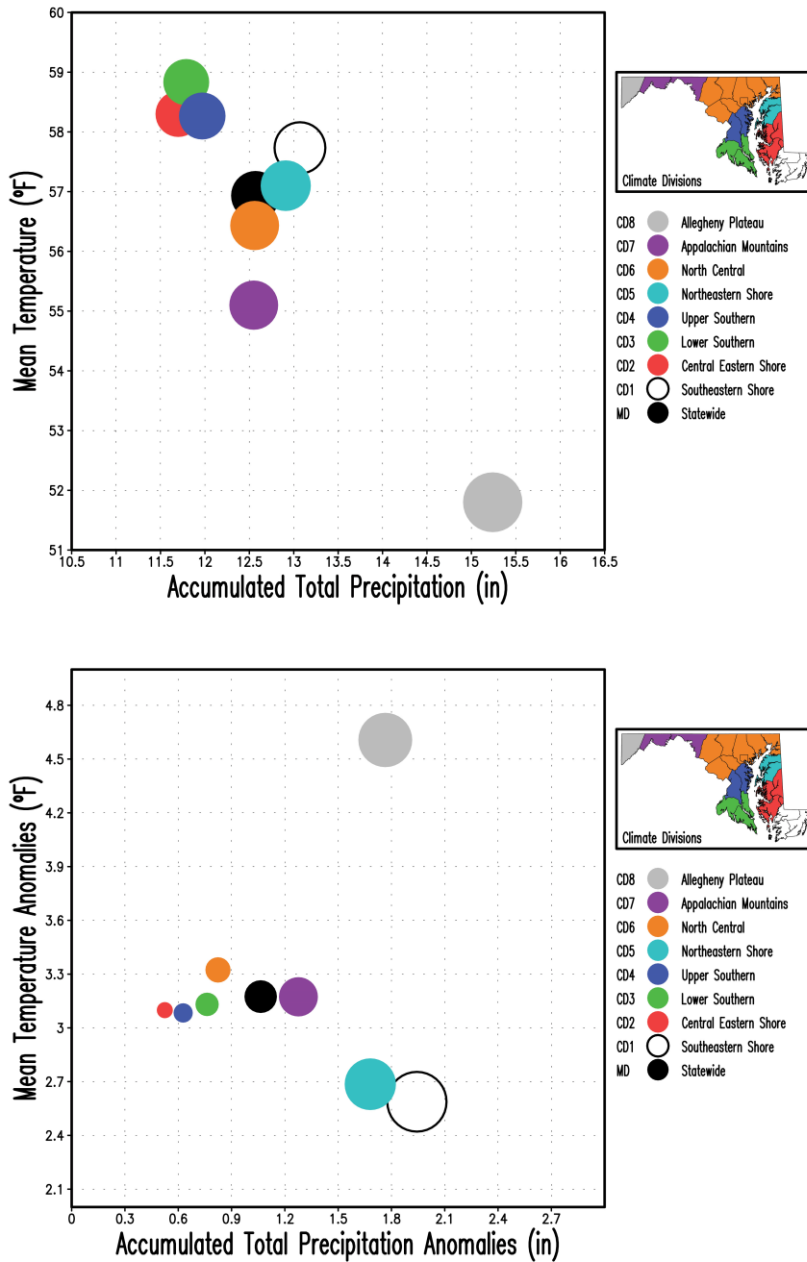 60
59
58
57
56
55
54
53
52
51
Mean Temperature (°F)
10.5 11 11.5 12 12.5 13 13.5 14 14.5 15 15.5 16 16.5
Accumulated Total Precipitation (in)
Climate Divisions
CD8 Allegheny Plateau
CD7 Appalachian Mountains
CD6 North Central
CD5 Northeastern Shore
CD4 Upper Southern
CD3 Lower Southern
CD2 Central Eastern Shore
CD1 Southeastern Shore
MD Statewide
4.8
4.5
4.2
3.9
3.6
3.3
3
2.7
2.4
2.1
Mean Temperature Anomalies (°F)
0 0.3 0.6 0.9 1.2 1.5 1.8 2.1 2.4 2.7
Accumulated Total Precipitation Anomalies (in)
Climate Divisions
CD8 Allegheny Plateau
CD7 Appalachian Mountains
CD6 North Central
CD5 Northeastern Shore
CD4 Upper Southern
CD3 Lower Southern
CD2 Central Eastern Shore
CD1 Southeastern Shore
MD Statewide